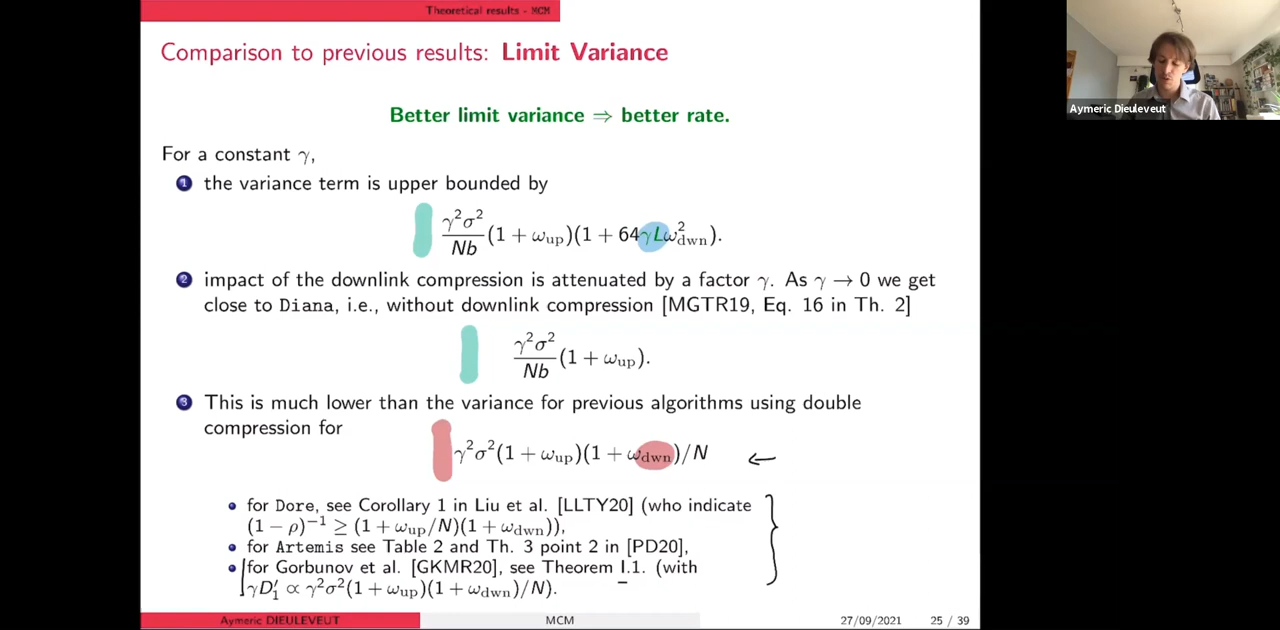 Theoretical results - MCM
Comparison to previous results: Limit Variance
Better limit variance ⇒ better rate.
For a constant γ,
1 the variance term is upper bounded by
γ²σ²/Nb (1 + ω_up)(1 + 64γLω²_dwn).
2 impact of the downlink compression is attenuated by a factor γ. As γ → 0 we get
close to Diana, i.e., without downlink compression [MGTR19, Eq. 16 in Th. 2]
γ²σ²/Nb (1 + ω_up).
3 This is much lower than the variance for previous algorithms using double
compression for
γ²σ²(1 + ω_up)(1 + ω_dwn)/N
for Dore, see Corollary 1 in Liu et al. [LLTY20] (who indicate
(1 − ρ)⁻¹ ≥ (1 + ω_up/N)(1 + ω_dwn)),
for Artemis see Table 2 and Th. 3 point 2 in [PD20],
for Gorbunov et al. [GKMR20], see Theorem I.1. (with
γD′₁ ∝ γ²σ²(1 + ω_up)(1 + ω_dwn)/N).
Aymeric DIEULEVEUT MCM 27/09/2021 25 / 39
Aymeric Dieuleveut